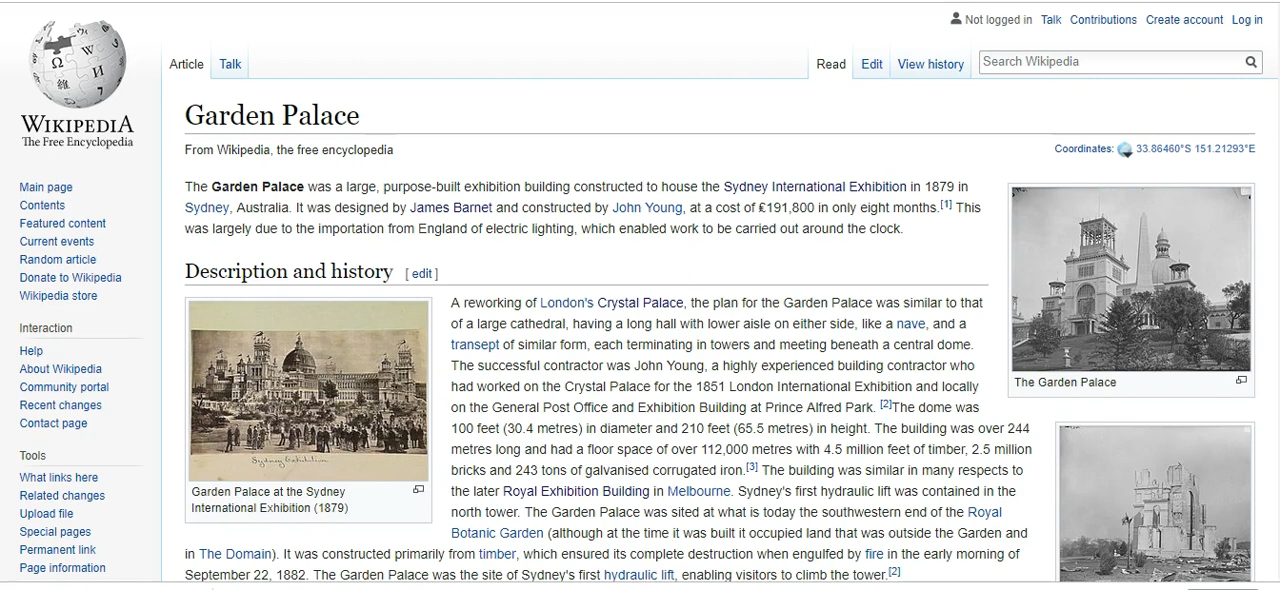 Not logged in Talk Contributions Create account Log in
Article Talk Read Edit View history Search Wikipedia
WIKIPEDIA
The Free Encyclopedia
Main page
Contents
Featured content
Current events
Random article
Donate to Wikipedia
Wikipedia store
Interaction
Help
About Wikipedia
Community portal
Recent changes
Contact page
Tools
What links here
Related changes
Upload file
Special pages
Permanent link
Page information
Garden Palace
From Wikipedia, the free encyclopedia
Coordinates: 33.86460°S 151.21293°E
The Garden Palace was a large, purpose-built exhibition building constructed to house the Sydney International Exhibition in 1879 in
Sydney, Australia. It was designed by James Barnet and constructed by John Young, at a cost of £191,800 in only eight months.[1] This
was largely due to the importation from England of electric lighting, which enabled work to be carried out around the clock.
The Garden Palace
Description and history [ edit ]
Sydney Exhibition
Garden Palace at the Sydney
International Exhibition (1879)
A reworking of London's Crystal Palace, the plan for the Garden Palace was similar to that
of a large cathedral, having a long hall with lower aisle on either side, like a nave, and a
transept of similar form, each terminating in towers and meeting beneath a central dome.
The successful contractor was John Young, a highly experienced building contractor who
had worked on the Crystal Palace for the 1851 London International Exhibition and locally
on the General Post Office and Exhibition Building at Prince Alfred Park. [2]The dome was
100 feet (30.4 metres) in diameter and 210 feet (65.5 metres) in height. The building was over 244
metres long and had a floor space of over 112,000 metres with 4.5 million feet of timber, 2.5 million
bricks and 243 tons of galvanised corrugated iron.[3] The building was similar in many respects to
the later Royal Exhibition Building in Melbourne. Sydney's first hydraulic lift was contained in the
north tower. The Garden Palace was sited at what is today the southwestern end of the Royal
Botanic Garden (although at the time it was built it occupied land that was outside the Garden and
in The Domain). It was constructed primarily from timber, which ensured its complete destruction when engulfed by fire in the early morning of
September 22, 1882. The Garden Palace was the site of Sydney's first hydraulic lift, enabling visitors to climb the tower.[2]